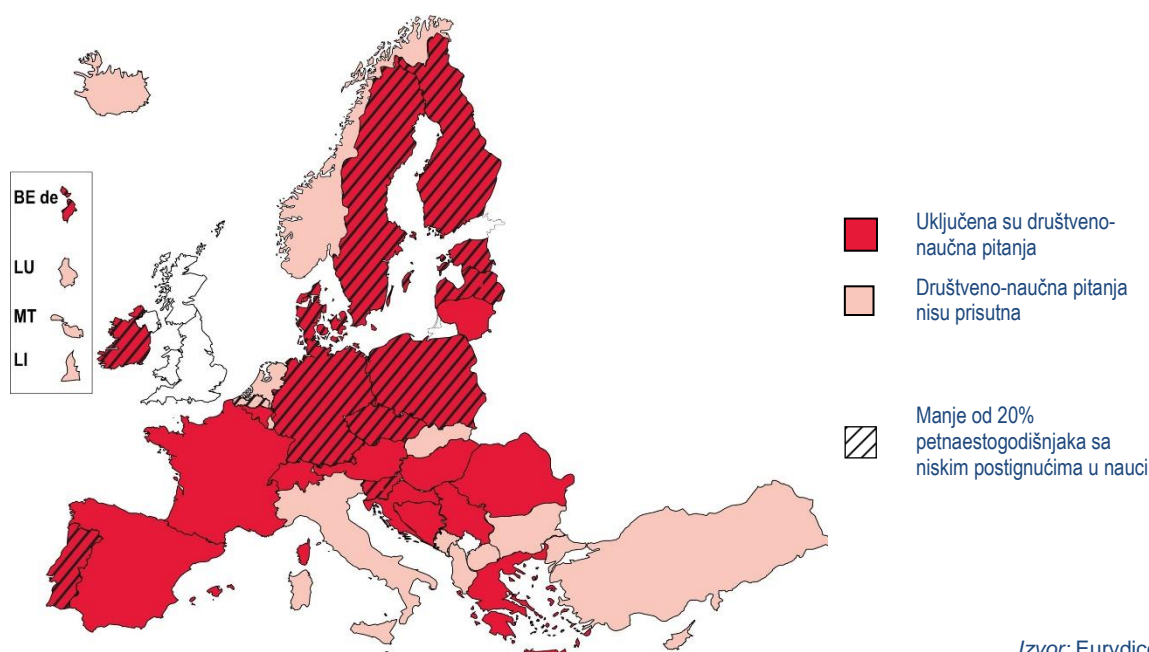 BE de
LU
MT
LI
Uključena su društveno-
naučna pitanja
Društveno-naučna pitanja
nisu prisutna
Manje od 20%
petnaestogodišnjaka sa
niskim postignućima u nauci
Izvor: Eurydice